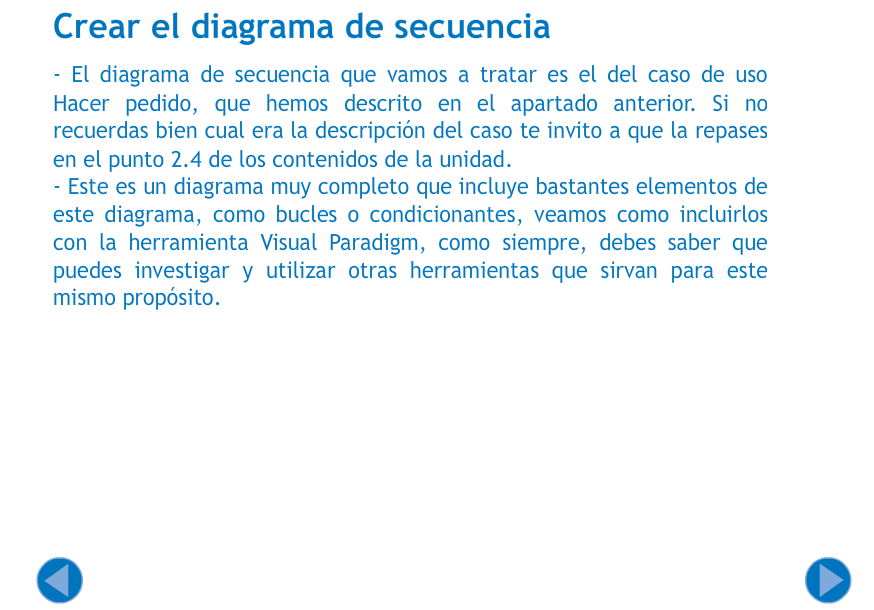 Crear el diagrama de secuencia
- El diagrama de secuencia que vamos a tratar es el del caso de uso
Hacer pedido, que hemos descrito en el apartado anterior. Si no
recuerdas bien cual era la descripción del caso te invito a que la repases
en el punto 2.4 de los contenidos de la unidad.
- Este es un diagrama muy completo que incluye bastantes elementos de
este diagrama, como bucles o condicionantes, veamos como incluirlos
con la herramienta Visual Paradigm, como siempre, debes saber que
puedes investigar y utilizar otras herramientas que sirvan para este
mismo propósito.